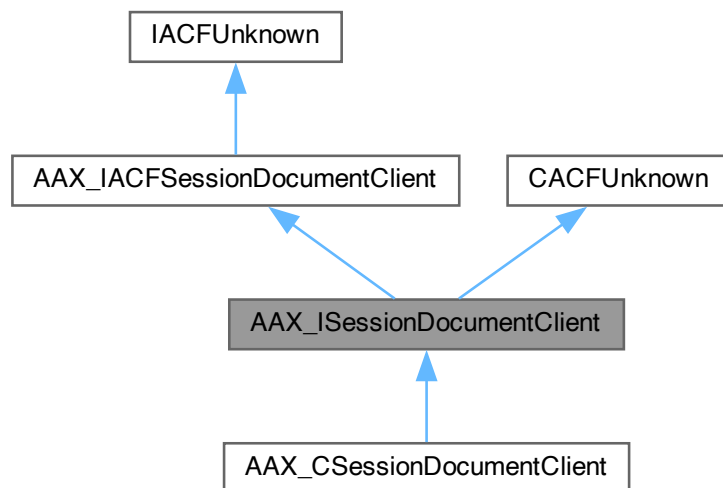 IACFUnknown
AAX_IACFSessionDocumentClient
CACFUnknown
AAX_ISessionDocumentClient
AAX_CSessionDocumentClient